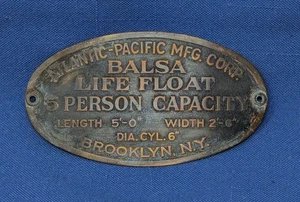 ATLANTIC-PACIFIC MFG. CORP.
BALSA
LIFE FLOAT
5 PERSON CAPACITY
LENGTH 5'-0" WIDTH 2'-8"
DIA. CYL. 6"
BROOKLYN, N.Y.